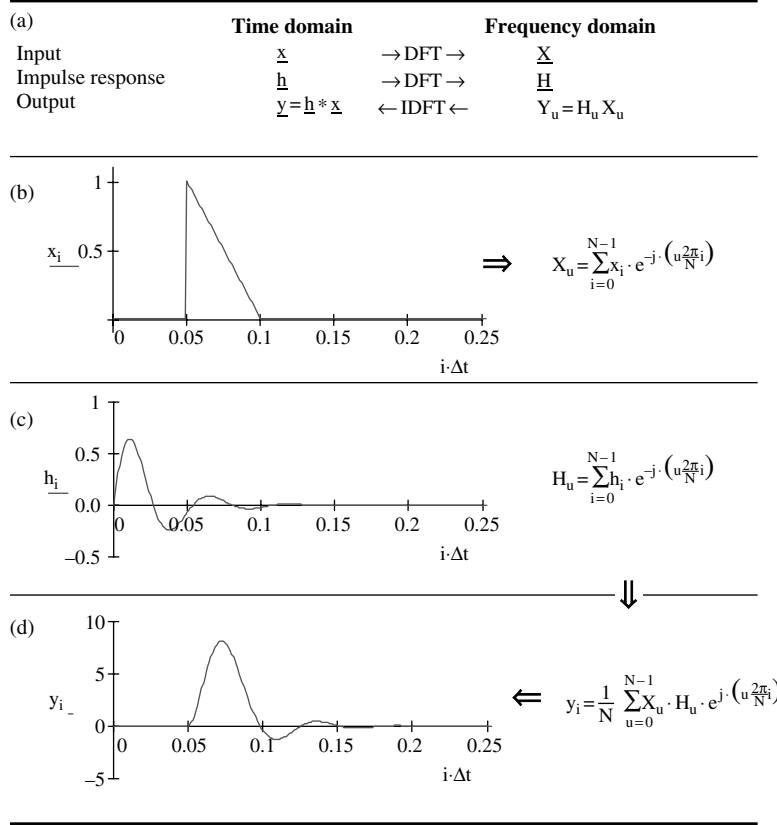 (a)
Time domain Frequency domain
Input x → DFT → X
Impulse response h → DFT → H
Output y = h * x ← IDFT ← Y_u = H_u X_u
(b)
1
x_i 0.5
0 0.05 0.1 0.15 0.2 0.25
i·Δt
⇒ X_u = ∑_{i=0}^{N−1} x_i · e^{−j·(u 2π/N i)}
(c)
1
0.5
h_i
0.0
0 0.05 0.1 0.15 0.2 0.25
−0.5
i·Δt
H_u = ∑_{i=0}^{N−1} h_i · e^{−j·(u 2π/N i)}
⇓
(d)
10
5
y_i
0
0 0.05 0.1 0.15 0.2 0.25
−5
i·Δt
⇐ y_i = 1/N ∑_{u=0}^{N−1} X_u · H_u · e^{j·(u 2π/N i)}